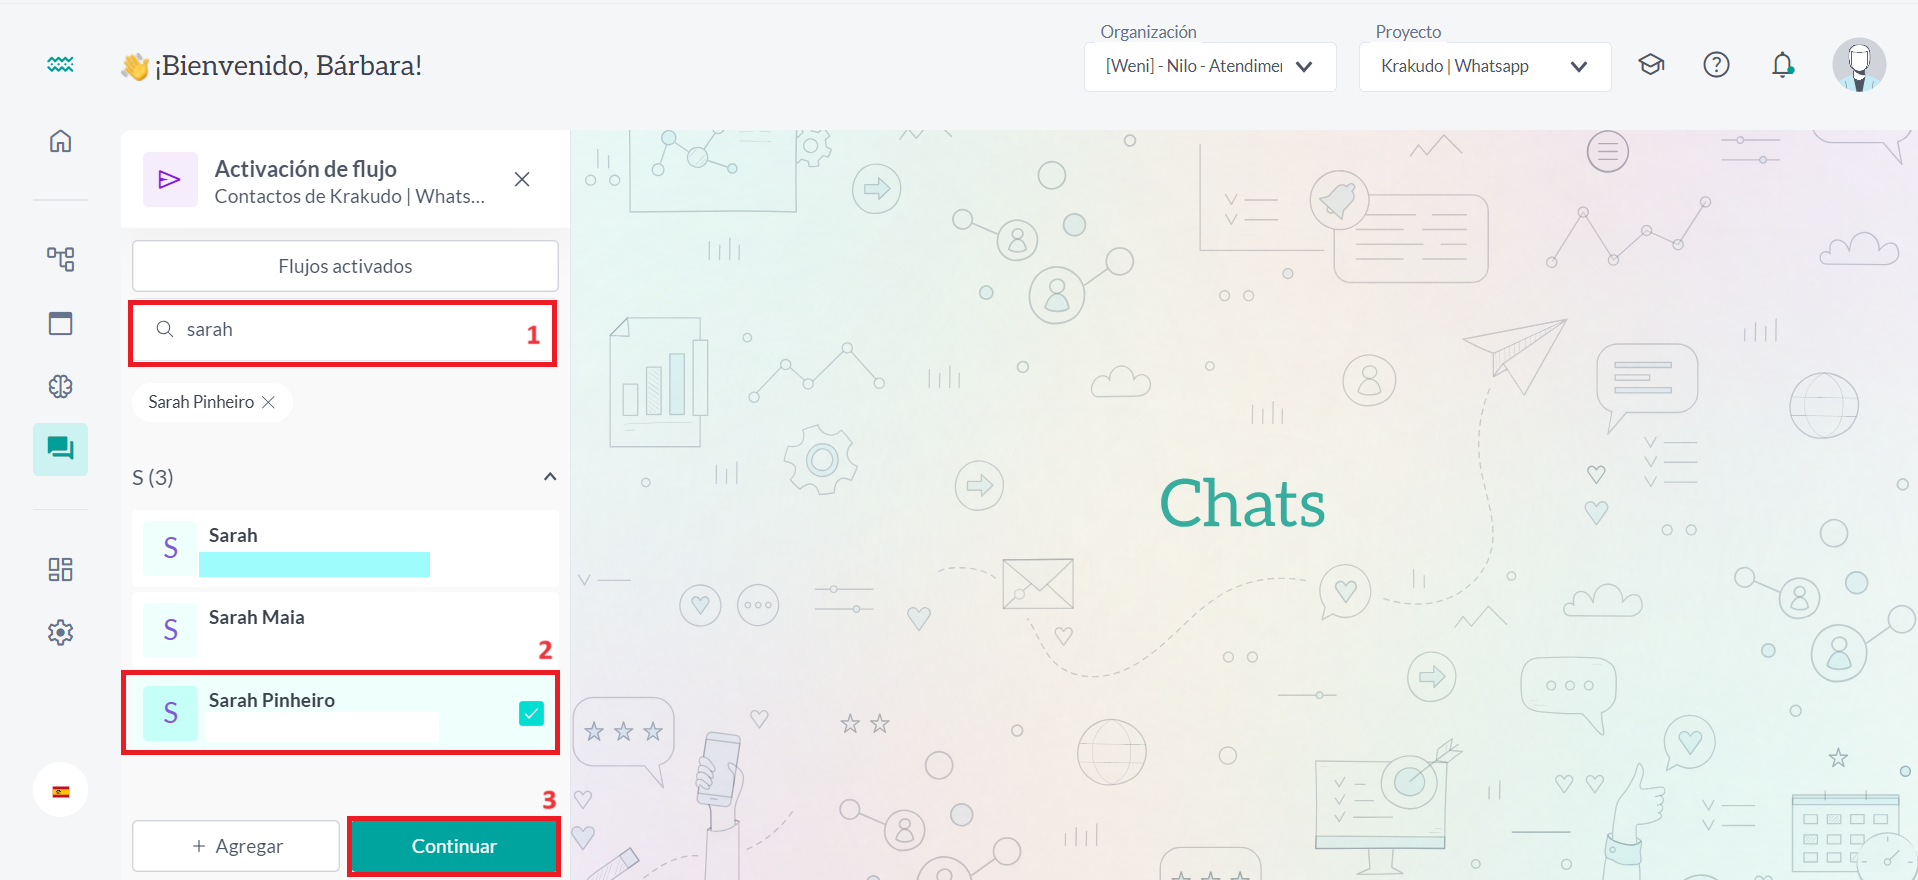 👋 ¡Bienvenido, Bárbara!
Organización
[Weni] - Nilo - Atendimer
Proyecto
Krakudo | Whatsapp
Activación de flujo
Contactos de Krakudo | Whats...
Flujos activados
sarah
1
Sarah Pinheiro
S (3)
S
Sarah
S
Sarah Maia
2
S
Sarah Pinheiro
3
+ Agregar
Continuar
Chats